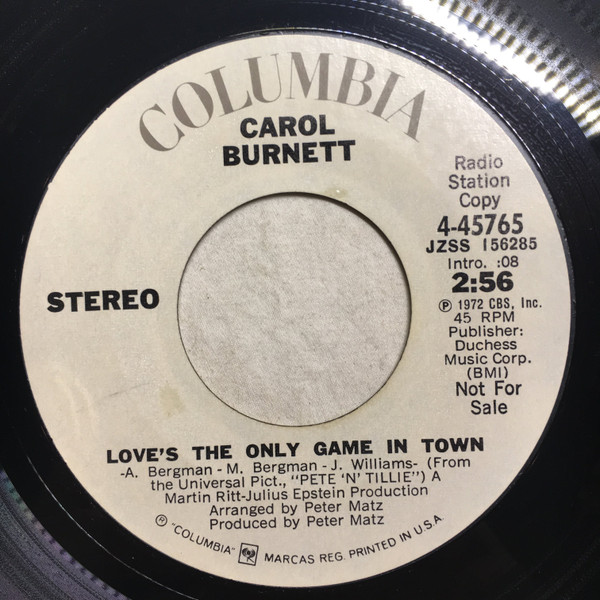 COLUMBIA
CAROL
BURNETT
Radio
Station
Copy
4-45765
JZSS 156285
Intro. :08
2:56
Ⓟ 1972 CBS, Inc.
45 RPM
Publisher:
Duchess
Music Corp.
(BMI)
Not For
Sale
STEREO
LOVE'S THE ONLY GAME IN TOWN
-A. Bergman - M. Bergman - J. Williams- (From
the Universal Pict., "PETE 'N' TILLIE") A
Martin Ritt-Julius Epstein Production
Arranged by Peter Matz
Produced by Peter Matz
® "COLUMBIA" MARCAS REG. PRINTED IN U.S.A.